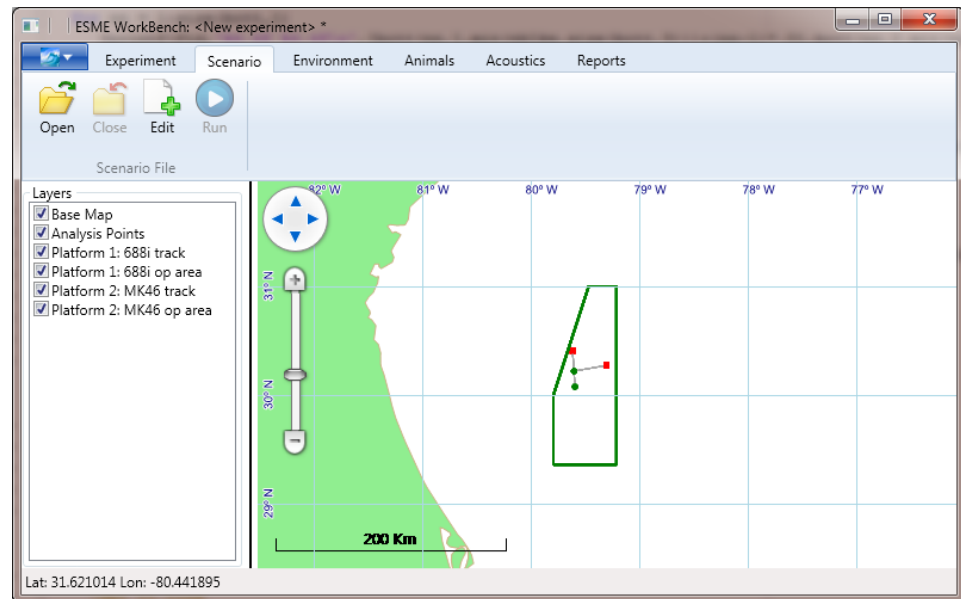 ESME WorkBench: <New experiment> *
Experiment Scenario Environment Animals Acoustics Reports
Open Close Edit Run
Scenario File
Layers
Base Map
Analysis Points
Platform 1: 688i track
Platform 1: 688i op area
Platform 2: MK46 track
Platform 2: MK46 op area
82° W 81° W 80° W 79° W 78° W 77° W
31° N
30° N
29° N
200 Km
Lat: 31.621014 Lon: -80.441895